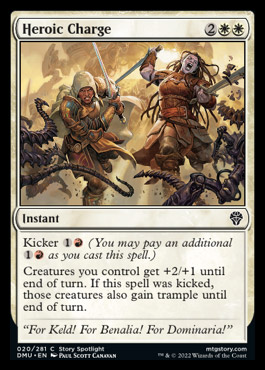 Heroic Charge 2
Instant
Kicker 1 (You may pay an additional
1 as you cast this spell.)
Creatures you control get +2/+1 until
end of turn. If this spell was kicked,
those creatures also gain trample until
end of turn.
"For Keld! For Benalia! For Dominaria!"
020/281 C Story Spotlight
DMU • EN PAUL SCOTT CANAVAN
mtgstory.com
™ & © 2022 Wizards of the Coast